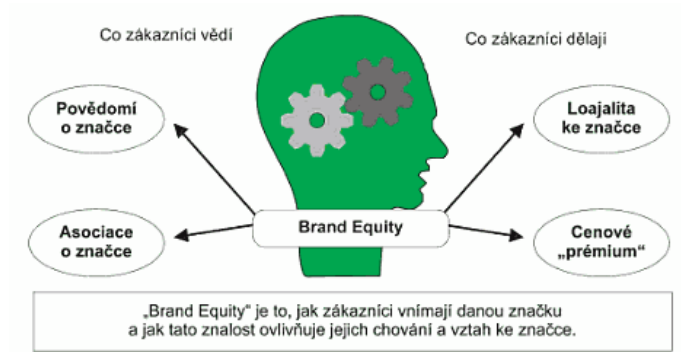 Co zákazníci vědí
Co zákazníci dělají
Povědomí
o značce
Loajalita
ke značce
Brand Equity
Asociace
o značce
Cenové
„prémium“
„Brand Equity“ je to, jak zákazníci vnímají danou značku
a jak tato znalost ovlivňuje jejich chování a vztah ke značce.